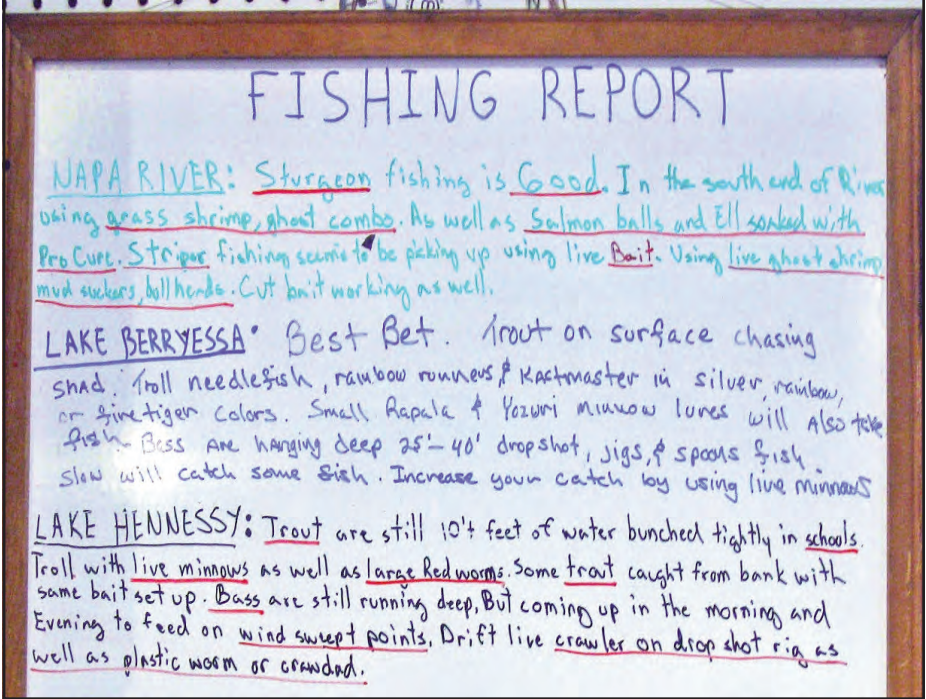 FISHING REPORT
NAPA RIVER: Sturgeon fishing is Good. In the south end of River
using grass shrimp, ghost combo. As well as Salmon balls and Ell soaked with
Pro Cure. Striper fishing seems to be picking up using live Bait. Using live ghost shrimp
mud suckers, bull heads. Cut bait working as well.
LAKE BERRYESSA: Best Bet. Trout on surface chasing
shad. Troll needlefish, rainbow runners, & Kastmaster in silver, rainbow,
or firetiger colors. Small Rapala & Yozuri minnow lures will Also take
fish. Bass Are hanging deep 25'-40' dropshot, jigs, & spoons fish
slow will catch some fish. Increase your catch by using live minnows
LAKE HENNESSY: Trout are still 10't feet of water bunched tightly in schools.
Troll with live minnows as well as large Red worms. Some trout caught from bank with
same bait set up. Bass are still running deep, But coming up in the morning and
Evening to feed on wind swept points. Drift live crawler on drop shot rig as
well as plastic worm or crawdad.